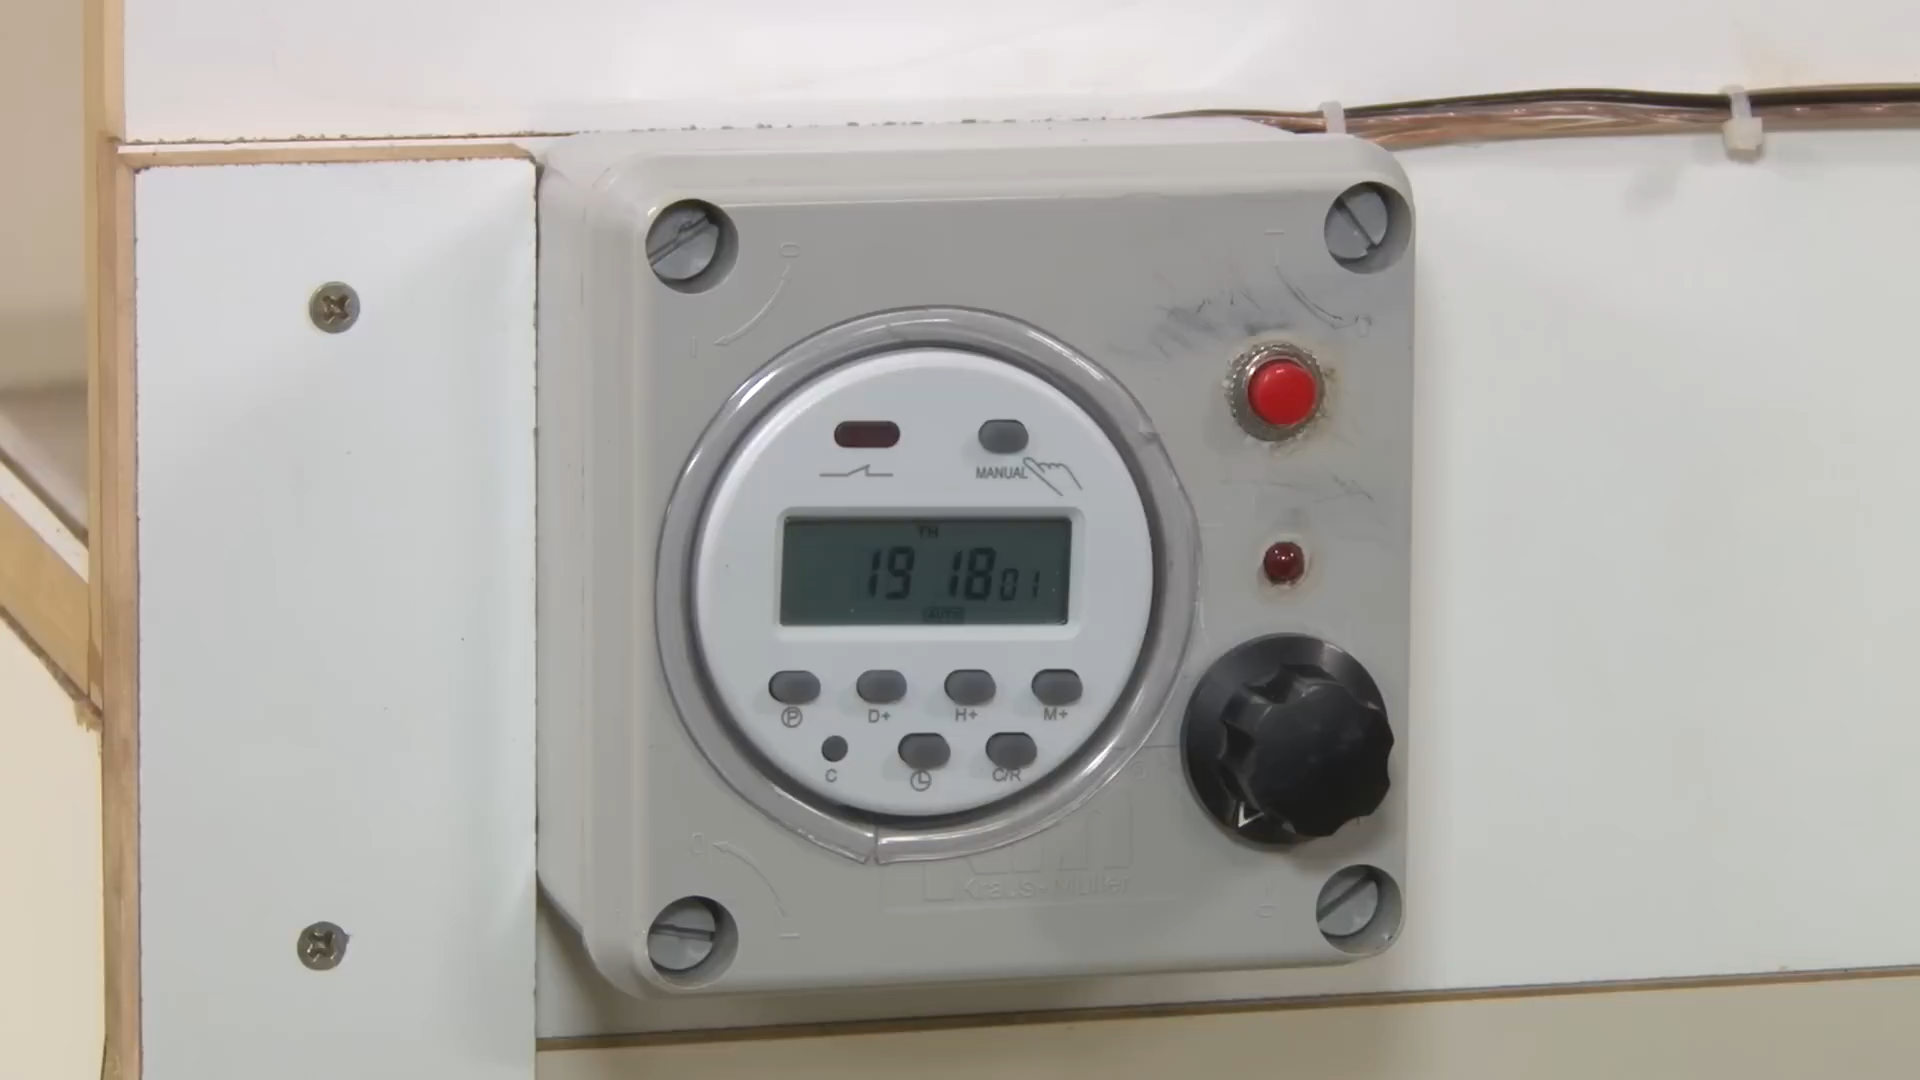 MANUAL
TH
19 18 01
AUTO
P D+ H+ M+
C C/R
Kraus+Müller